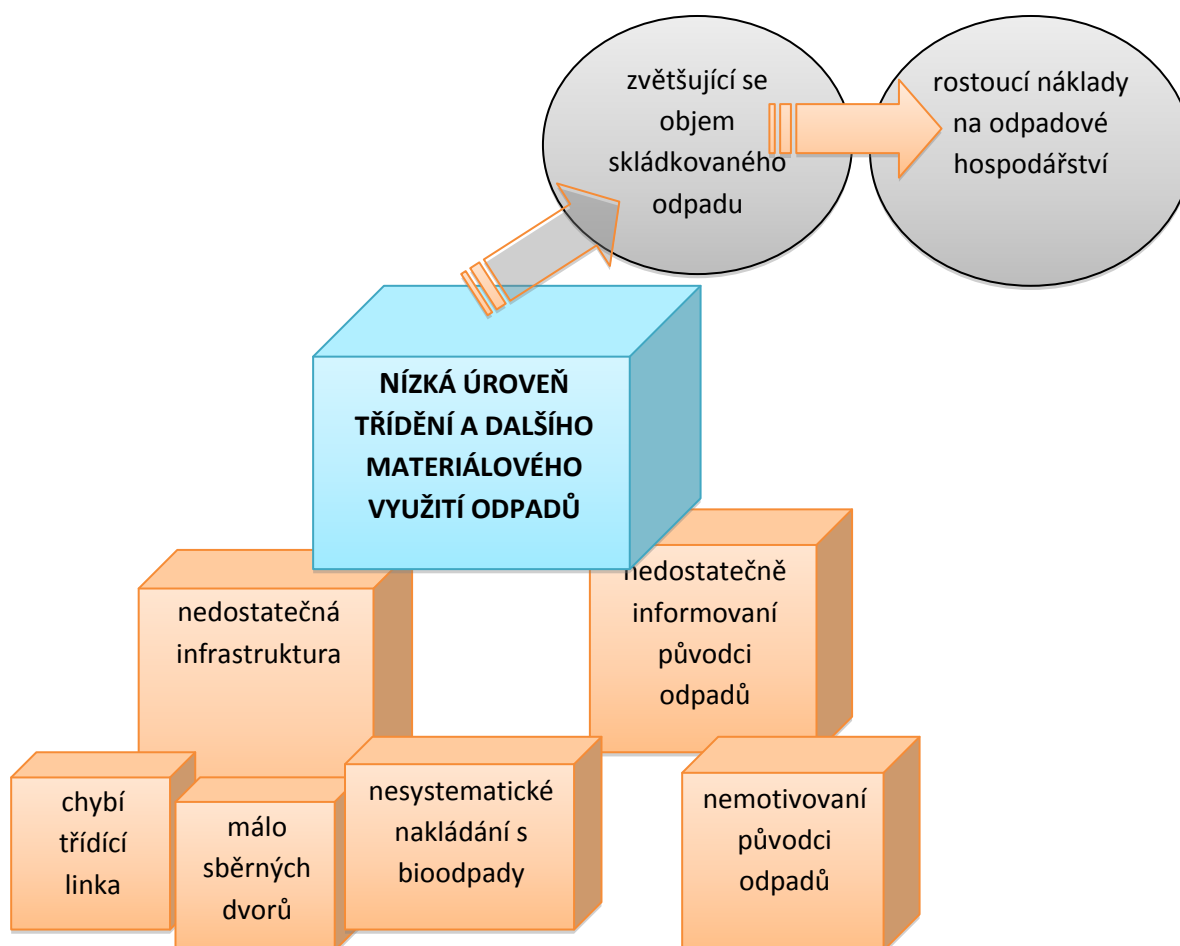 zvětšující se
objem
skládkovaného
odpadu
rostoucí náklady
na odpadové
hospodářství
NÍZKÁ ÚROVEŇ
TŘÍDĚNÍ A DALŠÍHO
MATERIÁLOVÉHO
VYUŽITÍ ODPADŮ
nedostatečná
infrastruktura
nedostatečně
informovaní
původci
odpadů
chybí
třídící
linka
málo
sběrných
dvorů
nesystematické
nakládání s
bioodpady
nemotivovaní
původci
odpadů